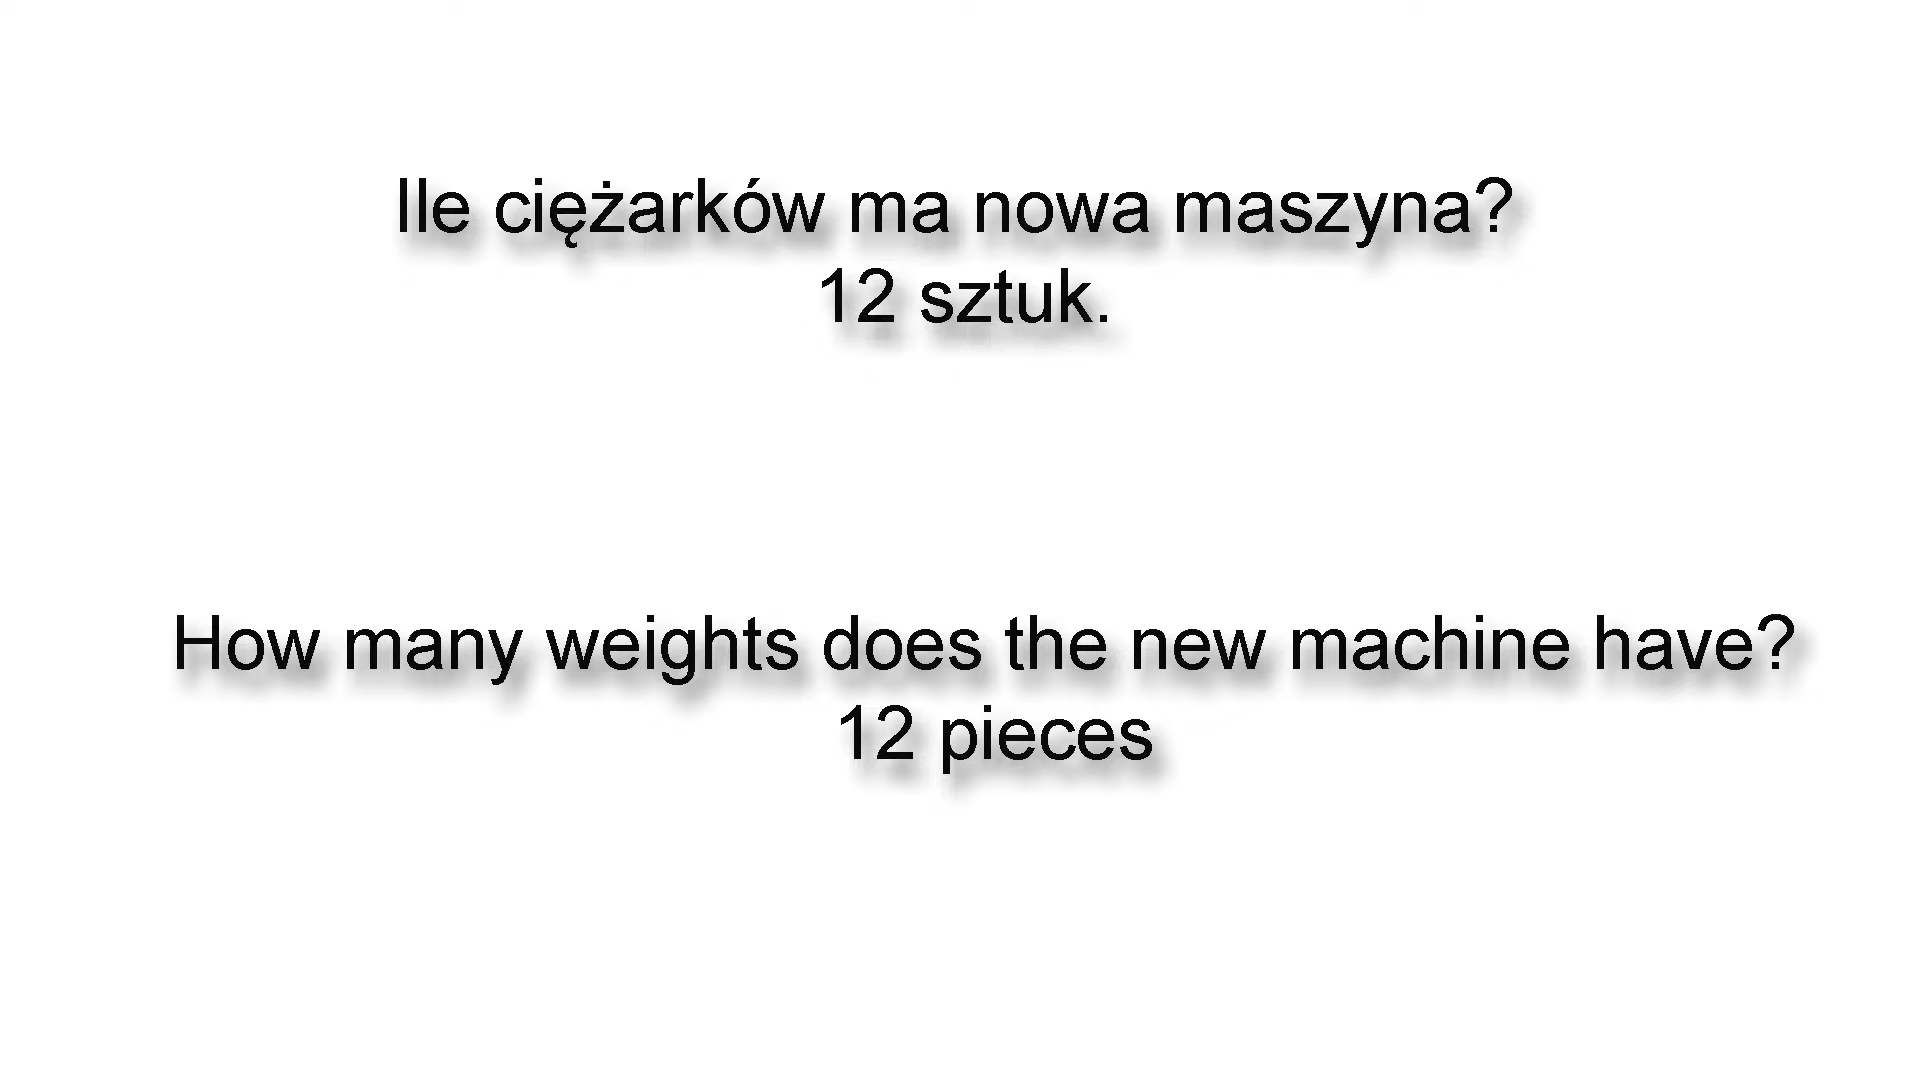 Ile ciężarków ma nowa maszyna?
12 sztuk.
How many weights does the new machine have?
12 pieces